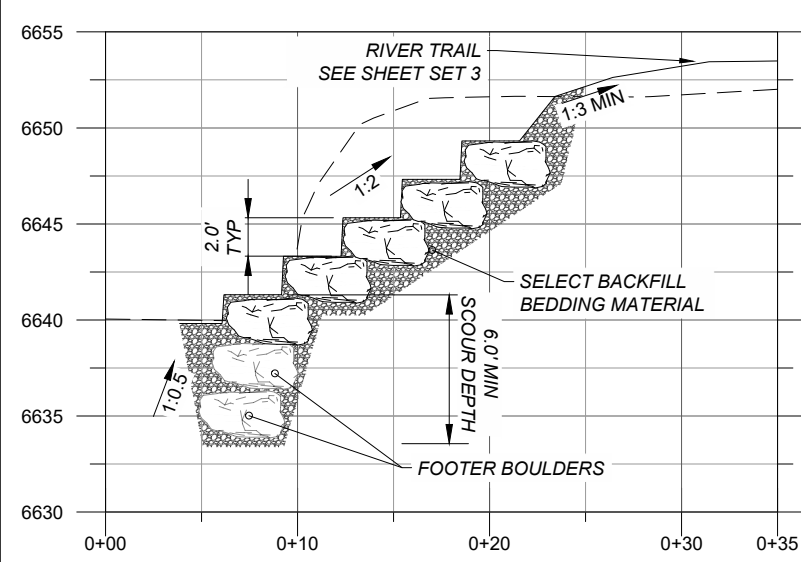 6655
RIVER TRAIL
SEE SHEET SET 3
1:3 MIN
6650
1:2
6645
2.0'
TYP
SELECT BACKFILL
BEDDING MATERIAL
6640
6.0' MIN
SCOUR DEPTH
1:0.5
6635
FOOTER BOULDERS
6630
0+00 0+10 0+20 0+30 0+35